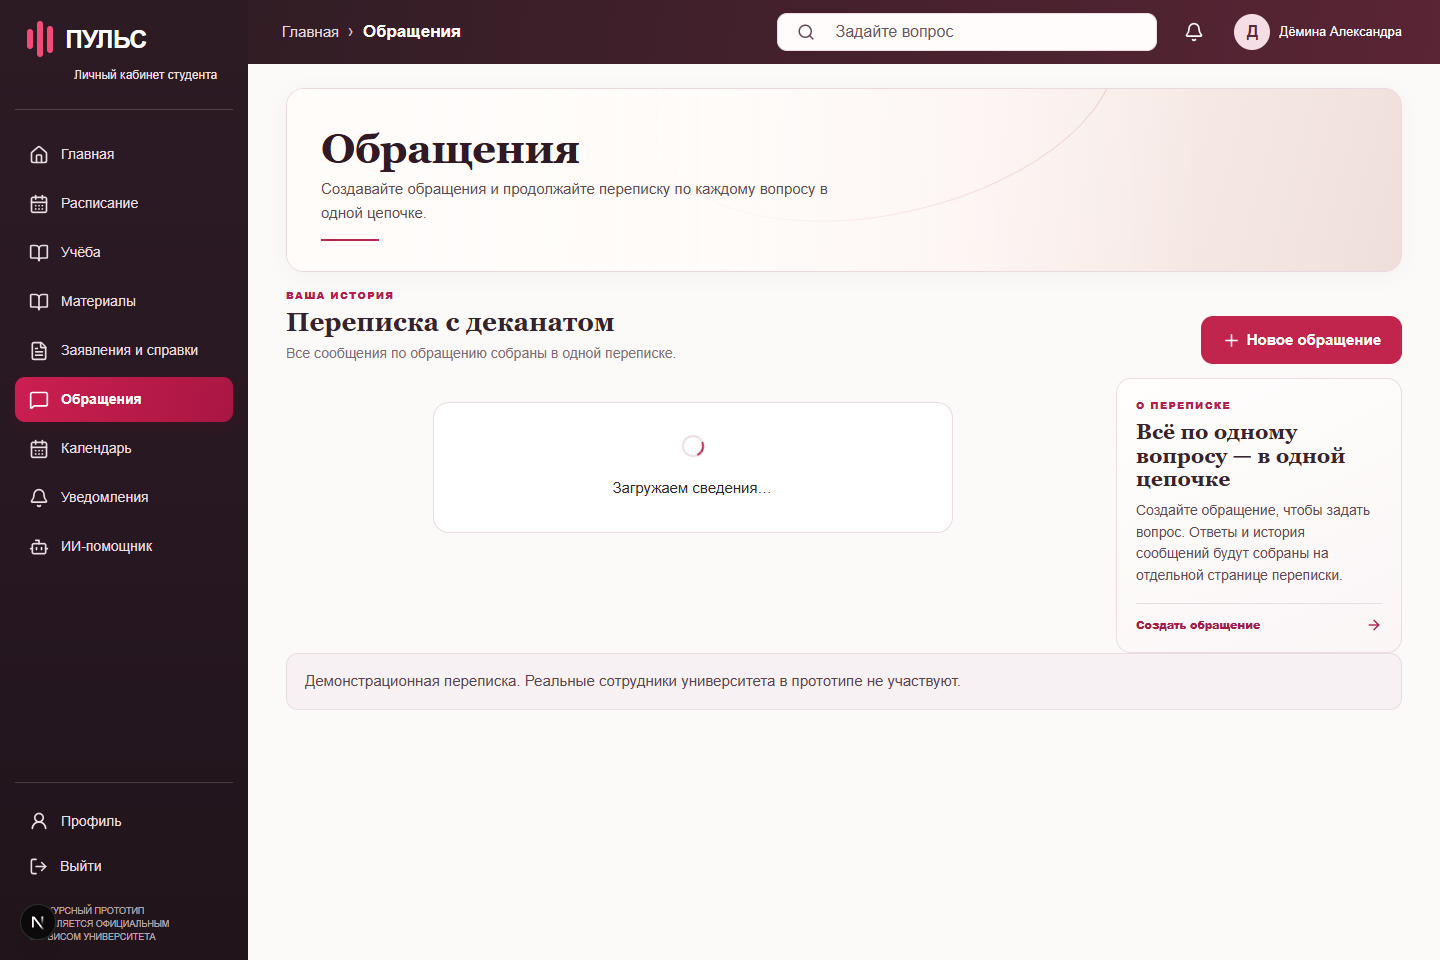 ПУЛЬС
Личный кабинет студента
Главная
Расписание
Учёба
Материалы
Заявления и справки
Обращения
Календарь
Уведомления
ИИ-помощник
Профиль
Выйти
ПРОТОТИП
ОФИЦИАЛЬНЫМ
УНИВЕРСИТЕТА
Главная › Обращения
Задайте вопрос
Д
Дёмина Александра
Обращения
Создавайте обращения и продолжайте переписку по каждому вопросу в
одной цепочке.
ВАША ИСТОРИЯ
Переписка с деканатом
Все сообщения по обращению собраны в одной переписке.
+ Новое обращение
Загружаем сведения…
О ПЕРЕПИСКЕ
Всё по одному
вопросу — в одной
цепочке
Создайте обращение, чтобы задать
вопрос. Ответы и история
сообщений будут собраны на
отдельной странице переписки.
Создать обращение →
Демонстрационная переписка. Реальные сотрудники университета в прототипе не участвуют.
N